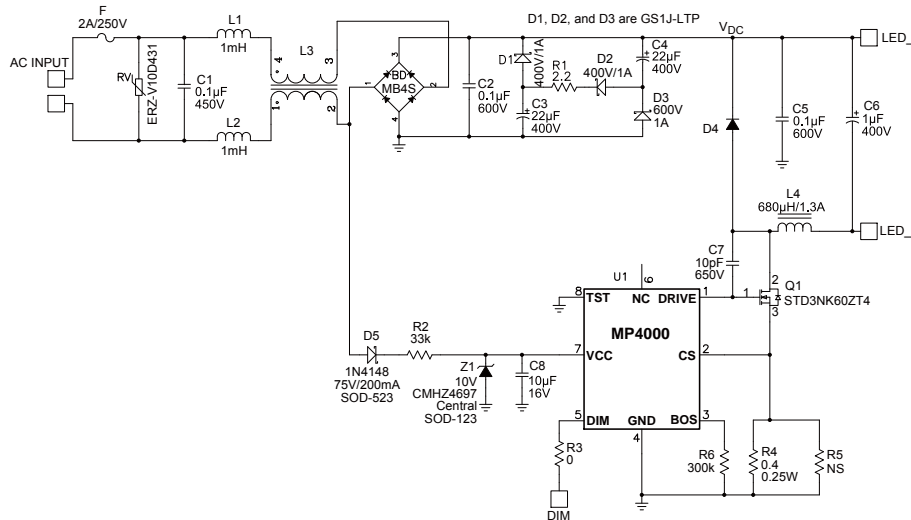 F
2A/250V
L1
1mH
L3
4
3
D1, D2, and D3 are GS1J-LTP
VDC
LED_
AC INPUT
RV
ERZ-V10D431
C1
0.1µF
450V
1
2
L2
1mH
3
BD
MB4S
1
2
4
C2
0.1µF
600V
D1
400V/1A
R1
2.2
D2
400V/1A
C4
22µF
400V
C3
22µF
400V
D3
600V
1A
D4
C5
0.1µF
600V
C6
1µF
400V
L4
680µH/1.3A
LED_
C7
10pF
650V
U1
6
8
TST
NC
DRIVE
1
1
2
Q1
STD3NK60ZT4
3
MP4000
D5
1N4148
75V/200mA
SOD-523
R2
33k
Z1
10V
CMHZ4697
Central
SOD-123
C8
10µF
16V
7
VCC
CS
2
5
DIM
GND
BOS
3
4
R3
0
DIM
R6
300k
R4
0.4
0.25W
R5
NS